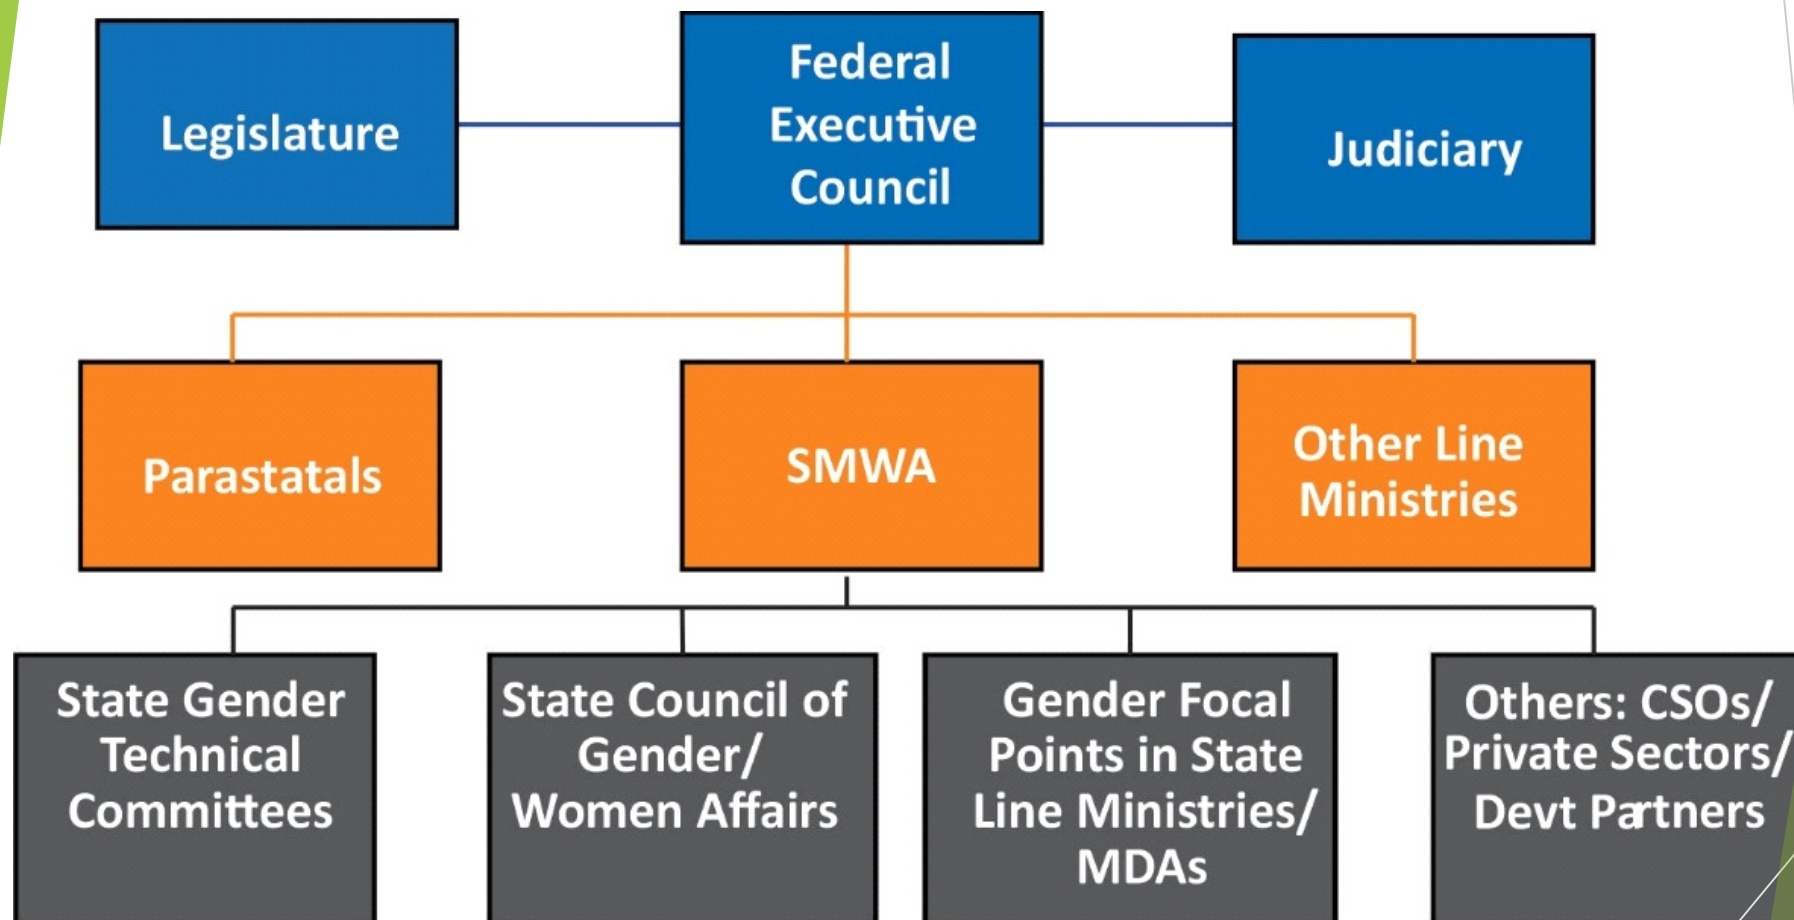 Legislature
Federal
Executive
Council
Judiciary
Parastatals
SMWA
Other Line
Ministries
State Gender
Technical
Committees
State Council of
Gender/
Women Affairs
Gender Focal
Points in State
Line Ministries/
MDAs
Others: CSOs/
Private Sectors/
Devt Partners